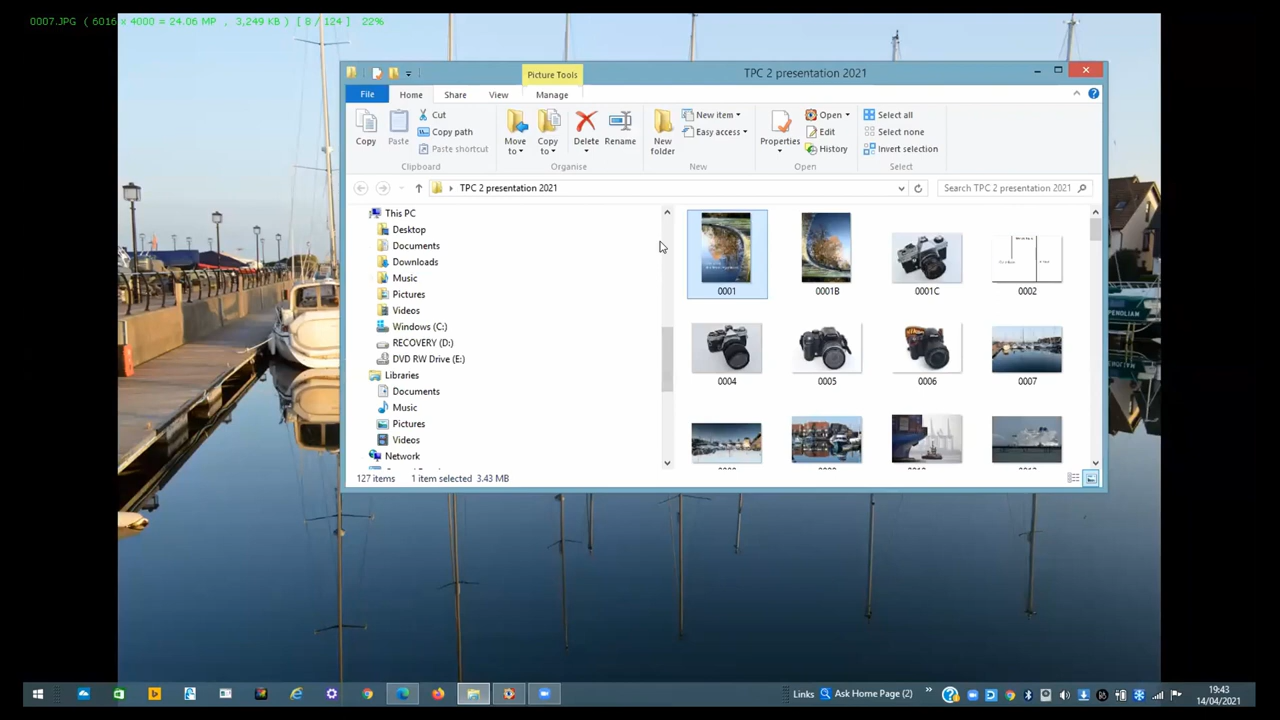 0007.JPG ( 6016 x 4000 = 24.06 MP , 3,249 KB ) [ 8 / 124 ] 22%
Picture Tools
TPC 2 presentation 2021
File Home Share View Manage
Copy
Paste
Cut
Copy path
Paste shortcut
Clipboard
Move to
Copy to
Delete
Rename
Organise
New folder
New item
Easy access
New
Properties
Open
Edit
History
Open
Select all
Select none
Invert selection
Select
TPC 2 presentation 2021
Search TPC 2 presentation 2021
This PC
Desktop
Documents
Downloads
Music
Pictures
Videos
Windows (C:)
RECOVERY (D:)
DVD RW Drive (E:)
Libraries
Documents
Music
Pictures
Videos
Network
0001 0001B 0001C 0002
0004 0005 0006 0007
127 items 1 item selected 3.43 MB
Links Ask Home Page (2) »
19:43
14/04/2021